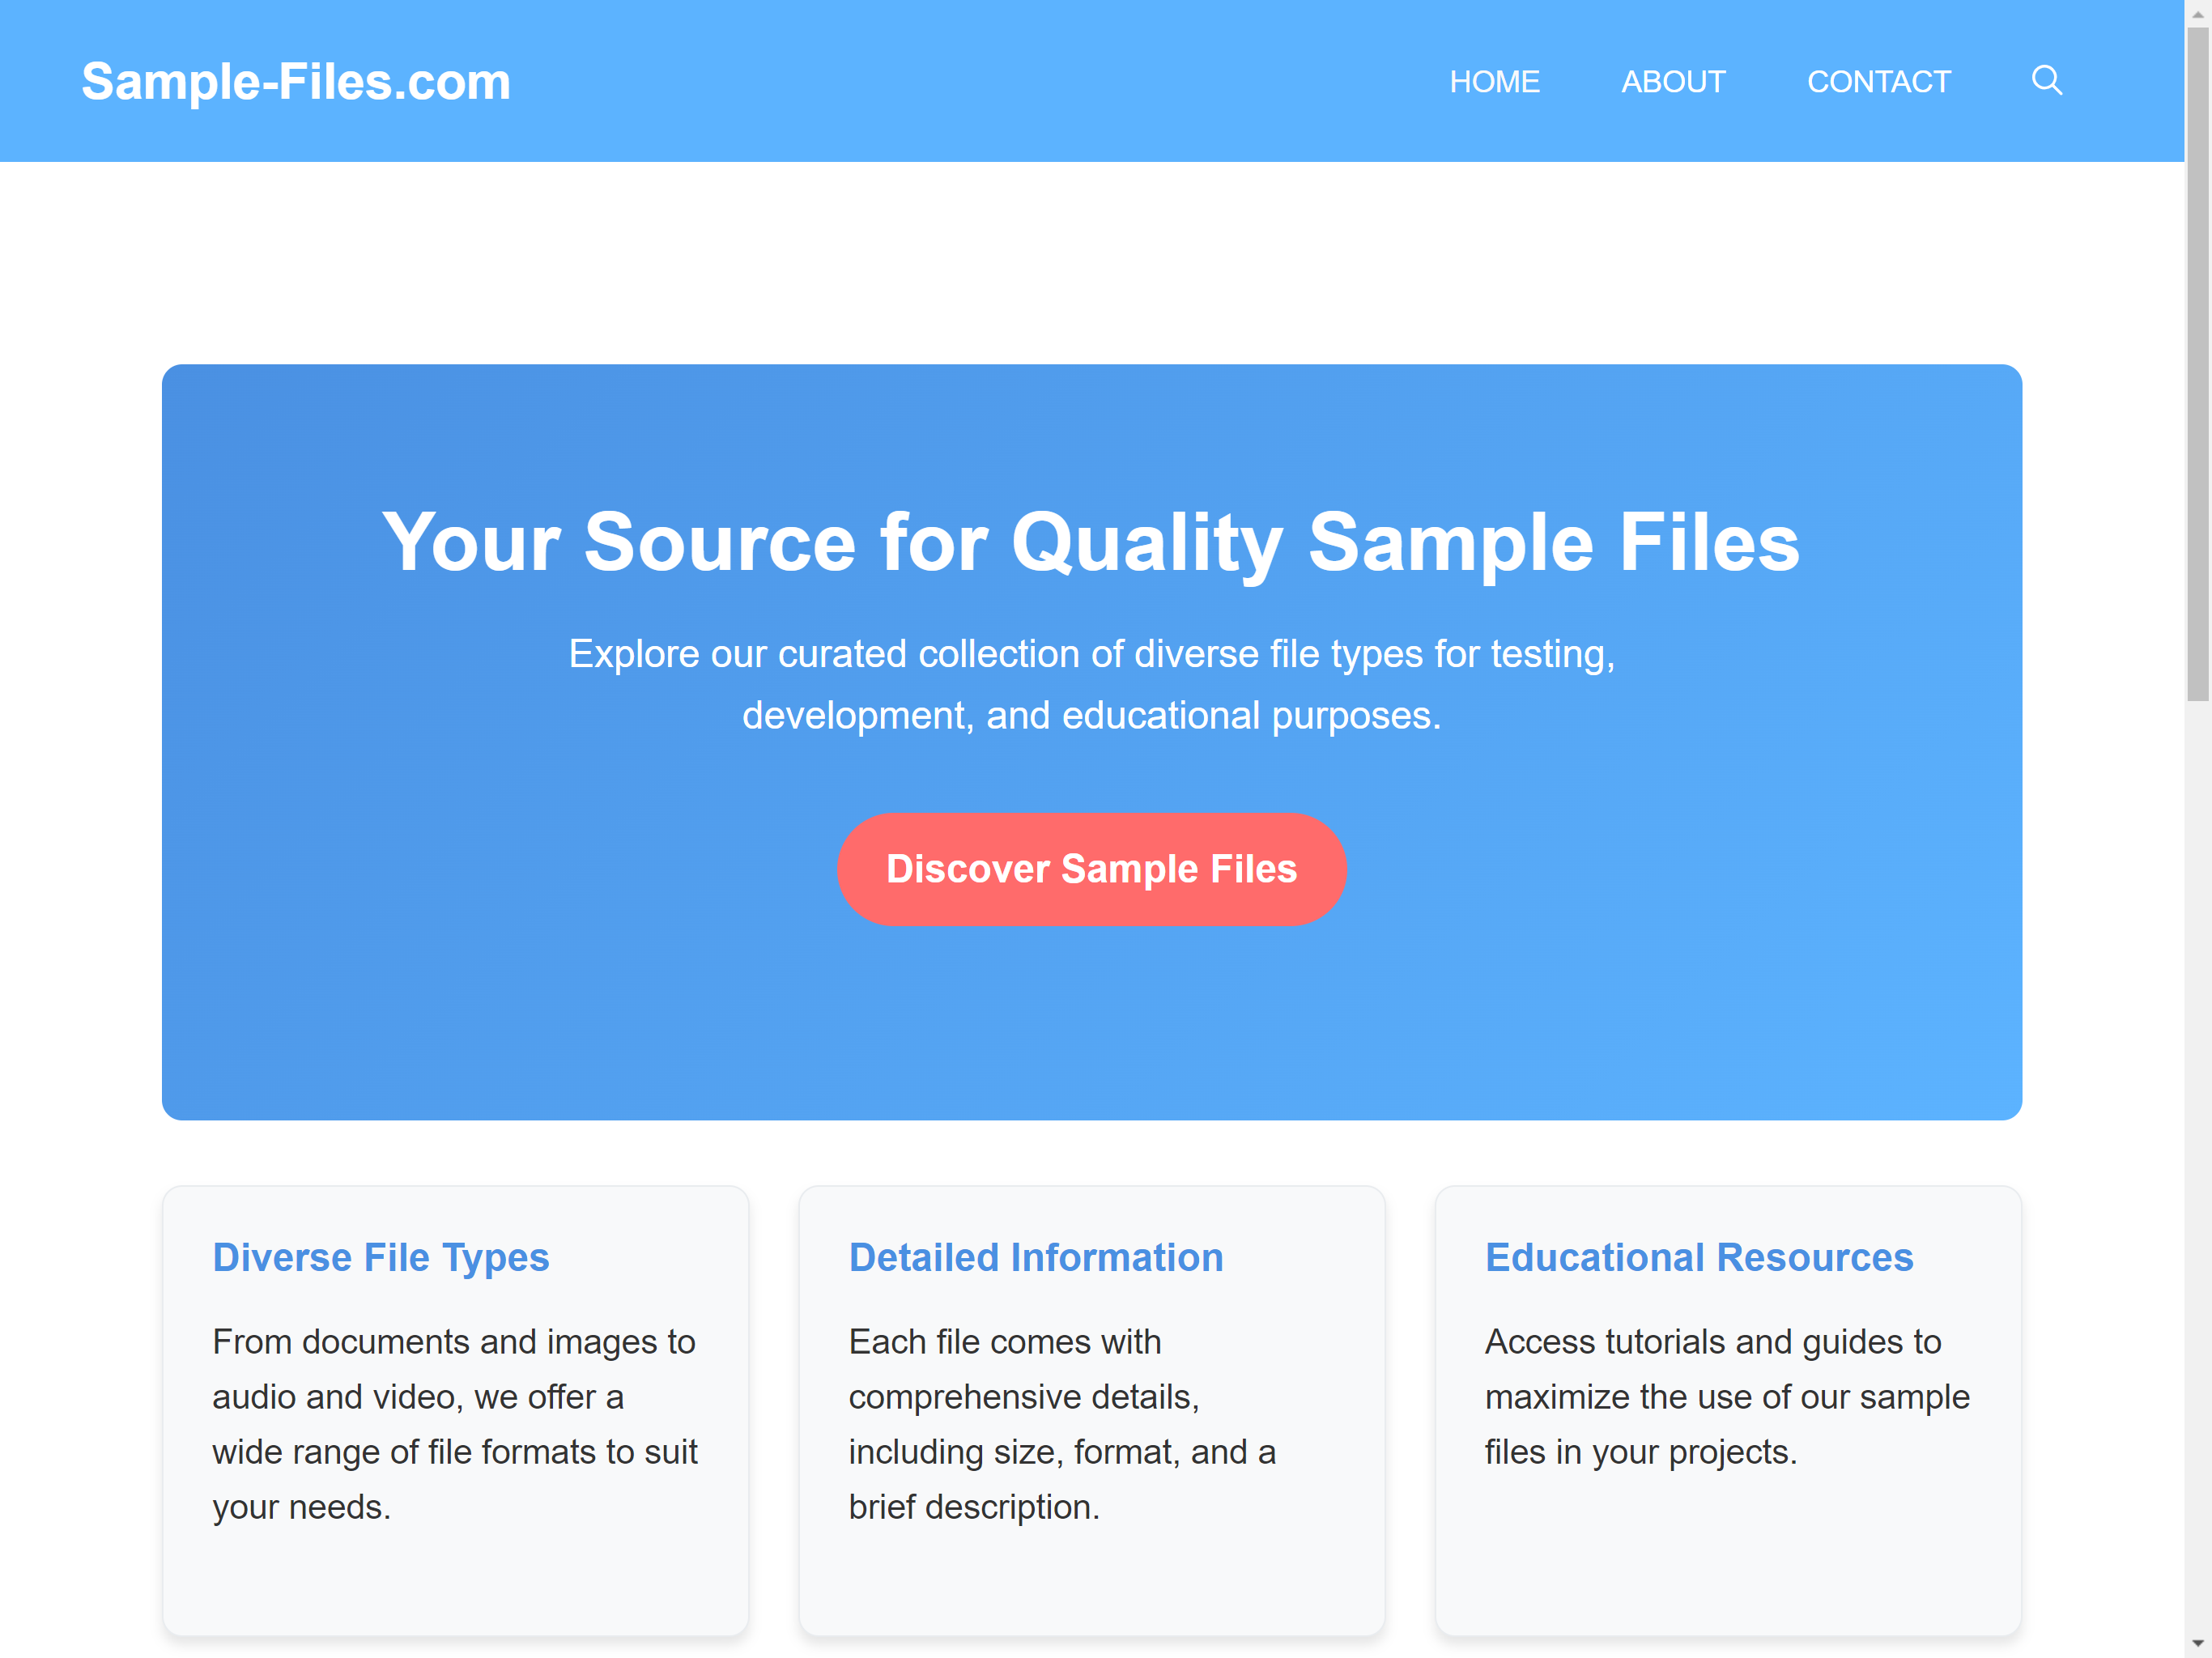 Sample-Files.com
HOME ABOUT CONTACT
Your Source for Quality Sample Files
Explore our curated collection of diverse file types for testing,
development, and educational purposes.
Discover Sample Files
Diverse File Types
From documents and images to
audio and video, we offer a
wide range of file formats to suit
your needs.
Detailed Information
Each file comes with
comprehensive details,
including size, format, and a
brief description.
Educational Resources
Access tutorials and guides to
maximize the use of our sample
files in your projects.